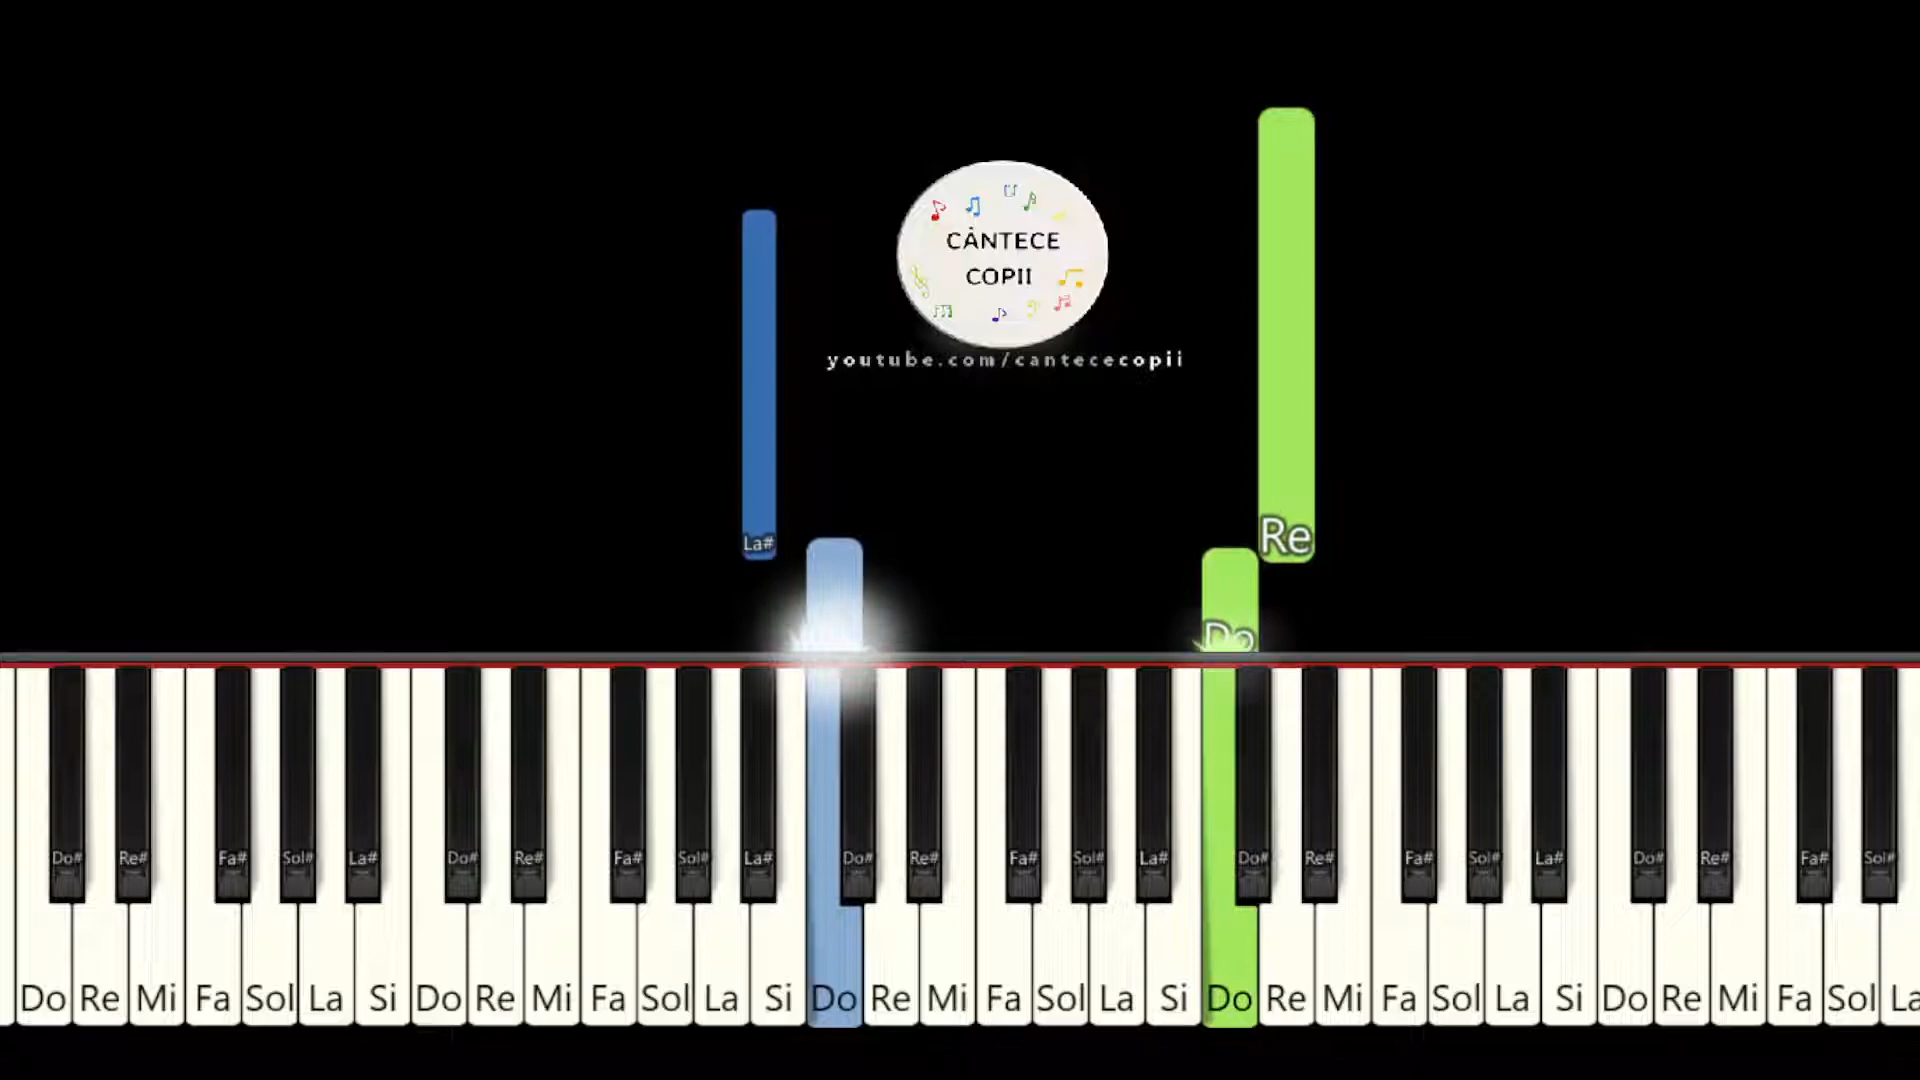 CÂNTECE
COPII
youtube.com/cantececopii
Re
La#
Do
Do# Re# Fa# Sol# La# Do# Re# Fa# Sol# La# Do# Re# Fa# Sol# La# Do# Re# Fa# Sol# La# Do# Re# Fa# Sol#
Do Re Mi Fa Sol La Si Do Re Mi Fa Sol La Si Do Re Mi Fa Sol La Si Do Re Mi Fa Sol La Si Do Re Mi Fa Sol La